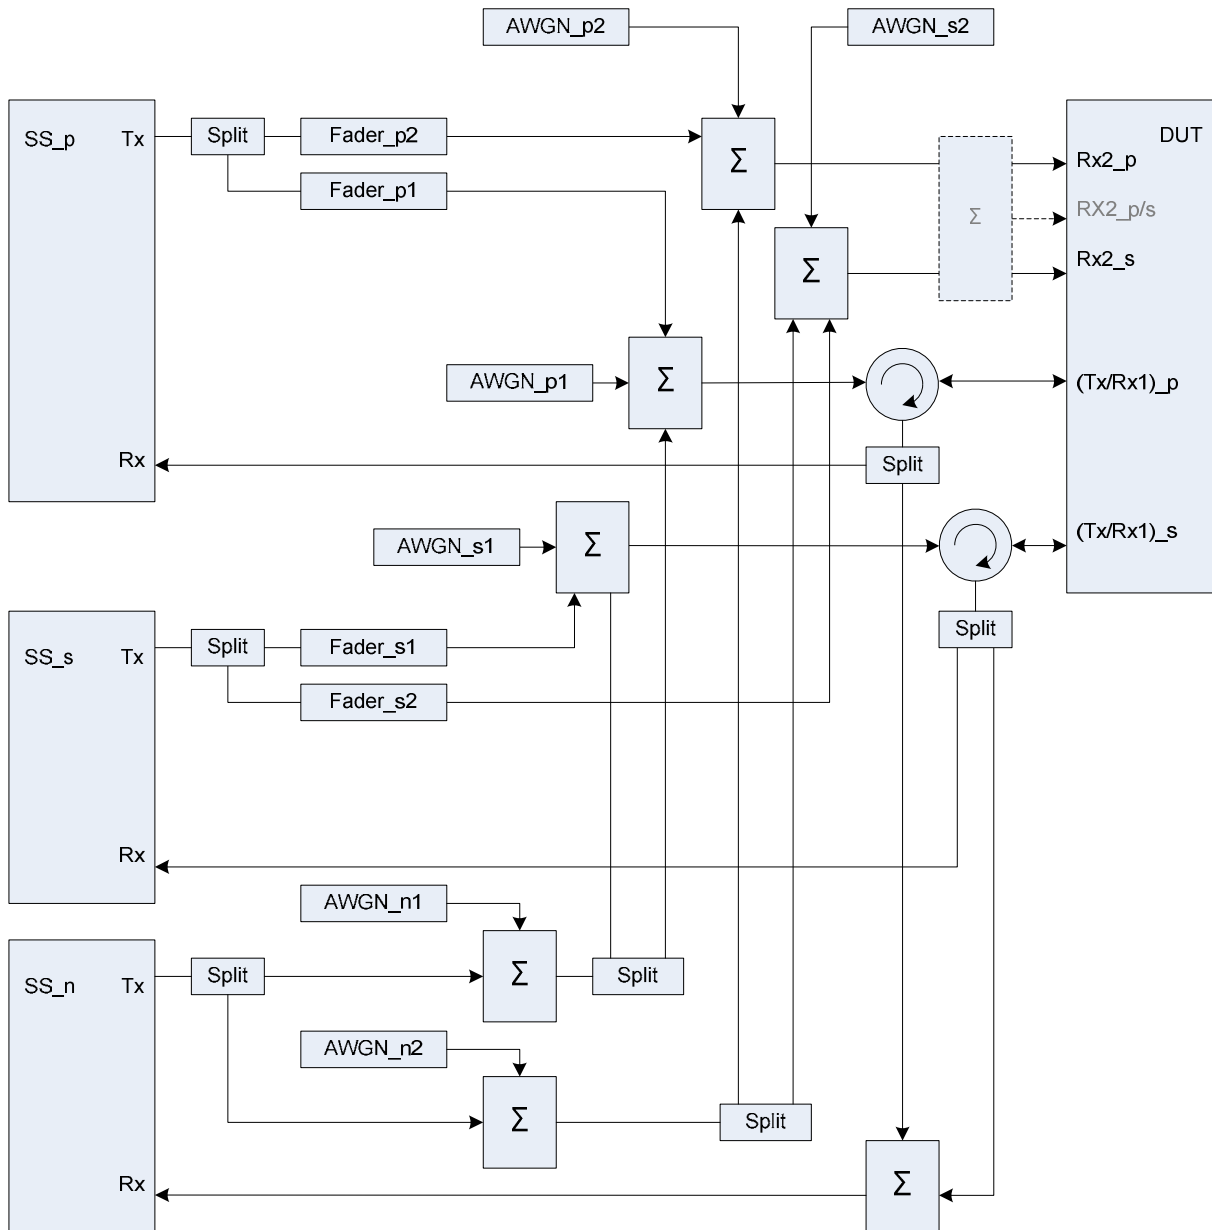 AWGN_p2
AWGN_s2
SS_p
Tx
Split
Fader_p2
Σ
DUT
Rx2_p
Fader_p1
Σ
RX2_p/s
Σ
Rx2_s
AWGN_p1
Σ
(Tx/Rx1)_p
Rx
Split
AWGN_s1
Σ
(Tx/Rx1)_s
SS_s
Tx
Split
Fader_s1
Split
Fader_s2
Rx
AWGN_n1
SS_n
Tx
Split
Σ
Split
AWGN_n2
Σ
Split
Rx
Σ